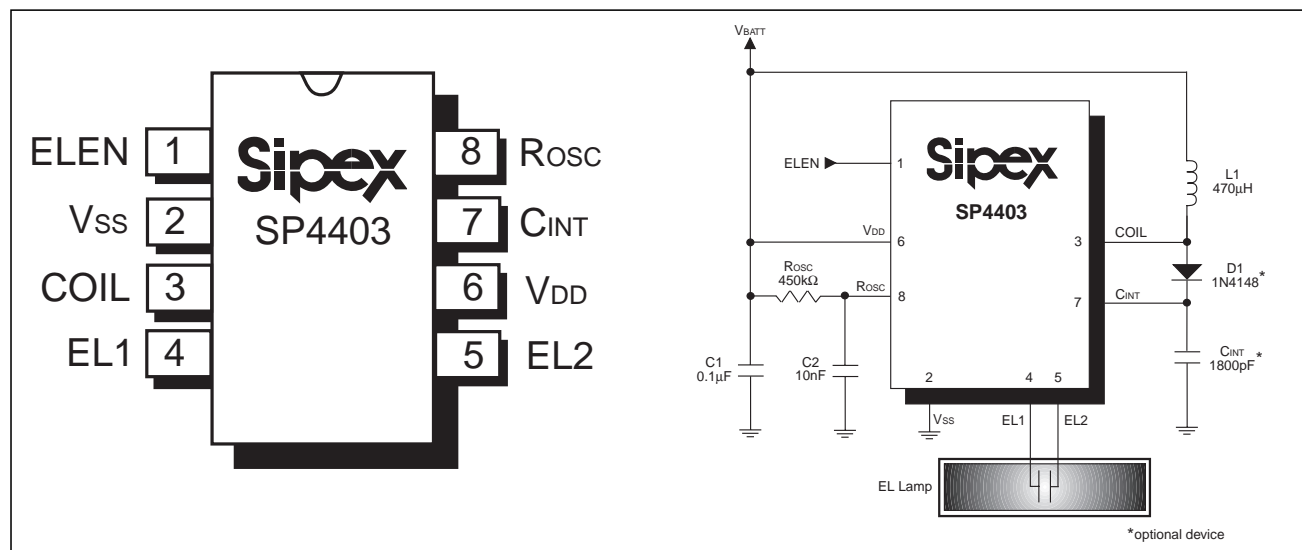 Sipex
SP4403
ELEN 1
VSS 2
COIL 3
EL1 4
8 ROSC
7 CINT
6 VDD
5 EL2
VBATT
Sipex
SP4403
ELEN
1
VDD
6
ROSC
450kΩ
ROSC
8
C1
0.1µF
C2
10nF
2
VSS
4
5
EL1
EL2
3
COIL
7
CINT
L1
470µH
D1
1N4148*
CINT
1800pF*
EL Lamp
*optional device